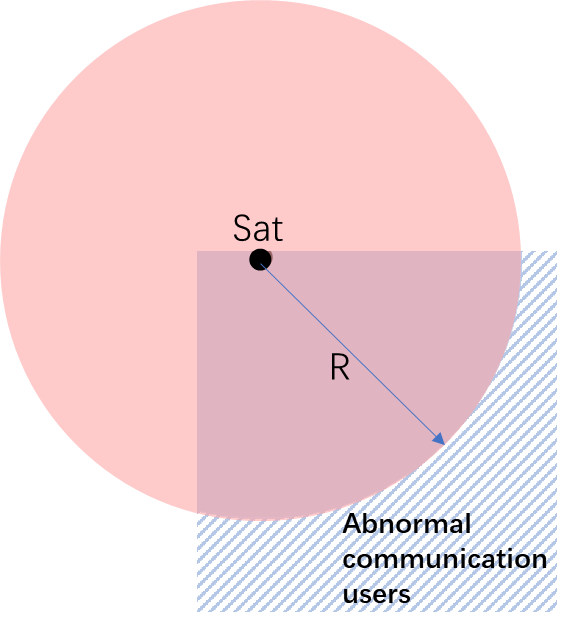 Sat
R
Abnormal
communication
users